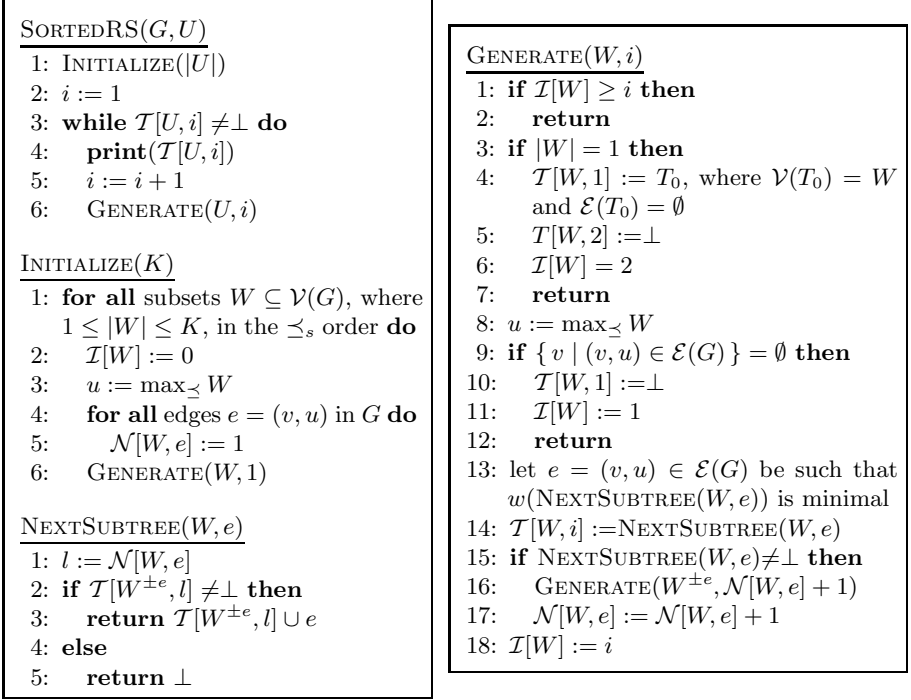 SORTEDRS(G, U)
1: INITIALIZE(|U|)
2: i := 1
3: while 𝒯[U, i] ≠⊥ do
4: print(𝒯[U, i])
5: i := i + 1
6: GENERATE(U, i)
INITIALIZE(K)
1: for all subsets W ⊆ 𝒱(G), where
1 ≤ |W| ≤ K, in the ⪯ₛ order do
2: ℐ[W] := 0
3: u := max⪯ W
4: for all edges e = (v, u) in G do
5: 𝒩[W, e] := 1
6: GENERATE(W, 1)
NEXTSUBTREE(W, e)
1: l := 𝒩[W, e]
2: if 𝒯[W^{±e}, l] ≠⊥ then
3: return 𝒯[W^{±e}, l] ∪ e
4: else
5: return ⊥
GENERATE(W, i)
1: if ℐ[W] ≥ i then
2: return
3: if |W| = 1 then
4: 𝒯[W, 1] := T₀, where 𝒱(T₀) = W
and ℰ(T₀) = ∅
5: T[W, 2] :=⊥
6: ℐ[W] = 2
7: return
8: u := max⪯ W
9: if { v | (v, u) ∈ ℰ(G) } = ∅ then
10: 𝒯[W, 1] :=⊥
11: ℐ[W] := 1
12: return
13: let e = (v, u) ∈ ℰ(G) be such that
w(NEXTSUBTREE(W, e)) is minimal
14: 𝒯[W, i] :=NEXTSUBTREE(W, e)
15: if NEXTSUBTREE(W, e)≠⊥ then
16: GENERATE(W^{±e}, 𝒩[W, e] + 1)
17: 𝒩[W, e] := 𝒩[W, e] + 1
18: ℐ[W] := i